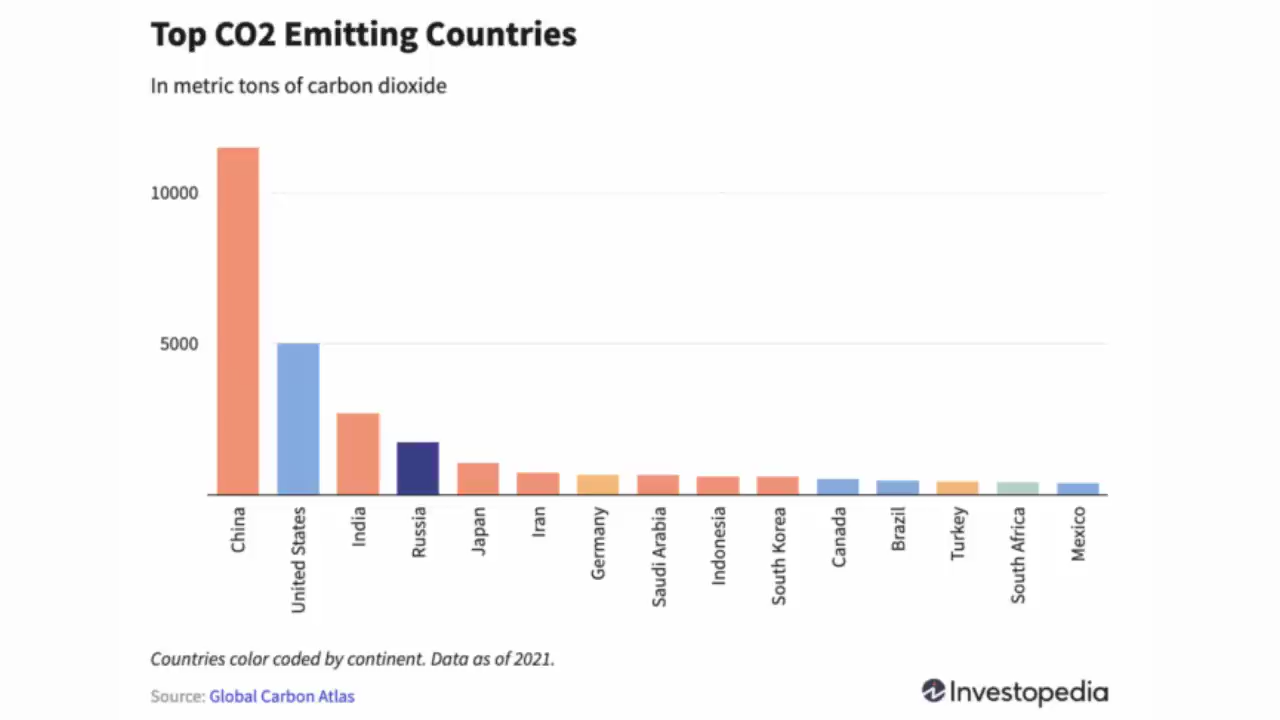 Top CO2 Emitting Countries
In metric tons of carbon dioxide
10000
5000
China
United States
India
Russia
Japan
Iran
Germany
Saudi Arabia
Indonesia
South Korea
Canada
Brazil
Turkey
South Africa
Mexico
Countries color coded by continent. Data as of 2021.
Source: Global Carbon Atlas
Investopedia